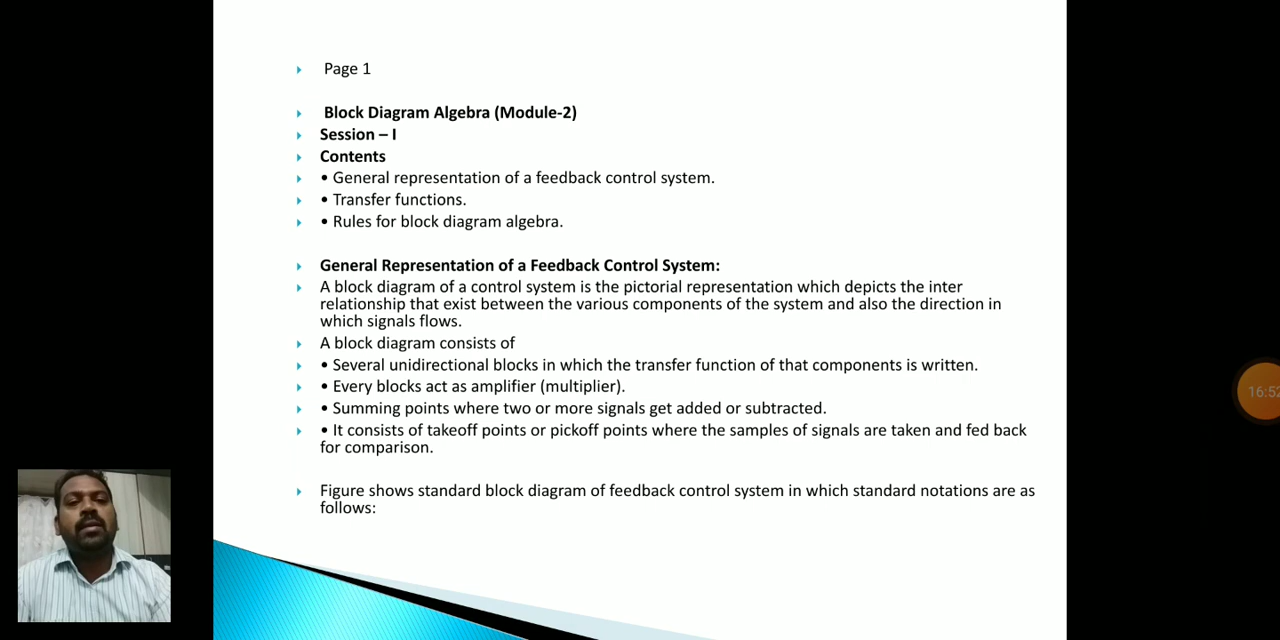 Page 1
Block Diagram Algebra (Module-2)
Session – I
Contents
• General representation of a feedback control system.
• Transfer functions.
• Rules for block diagram algebra.
General Representation of a Feedback Control System:
A block diagram of a control system is the pictorial representation which depicts the inter
relationship that exist between the various components of the system and also the direction in
which signals flows.
A block diagram consists of
• Several unidirectional blocks in which the transfer function of that components is written.
• Every blocks act as amplifier (multiplier).
• Summing points where two or more signals get added or subtracted.
• It consists of takeoff points or pickoff points where the samples of signals are taken and fed back
for comparison.
Figure shows standard block diagram of feedback control system in which standard notations are as
follows:
16:52